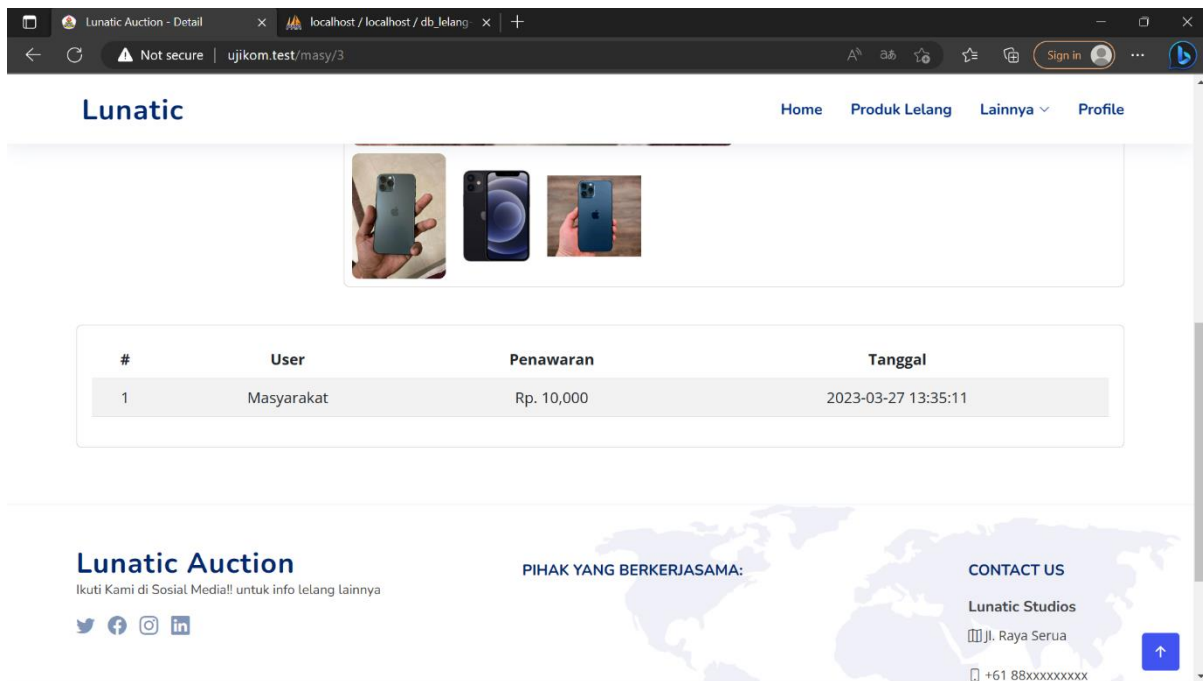 Lunatic Auction - Detail
localhost / localhost / db_lelang-
Not secure | ujikom.test/masy/3
Sign in
Lunatic
Home Produk Lelang Lainnya Profile
# User Penawaran Tanggal
1 Masyarakat Rp. 10,000 2023-03-27 13:35:11
Lunatic Auction
Ikuti Kami di Sosial Media!! untuk info lelang lainnya
PIHAK YANG BERKERJASAMA:
CONTACT US
Lunatic Studios
Jl. Raya Serua
+61 88xxxxxxxxx